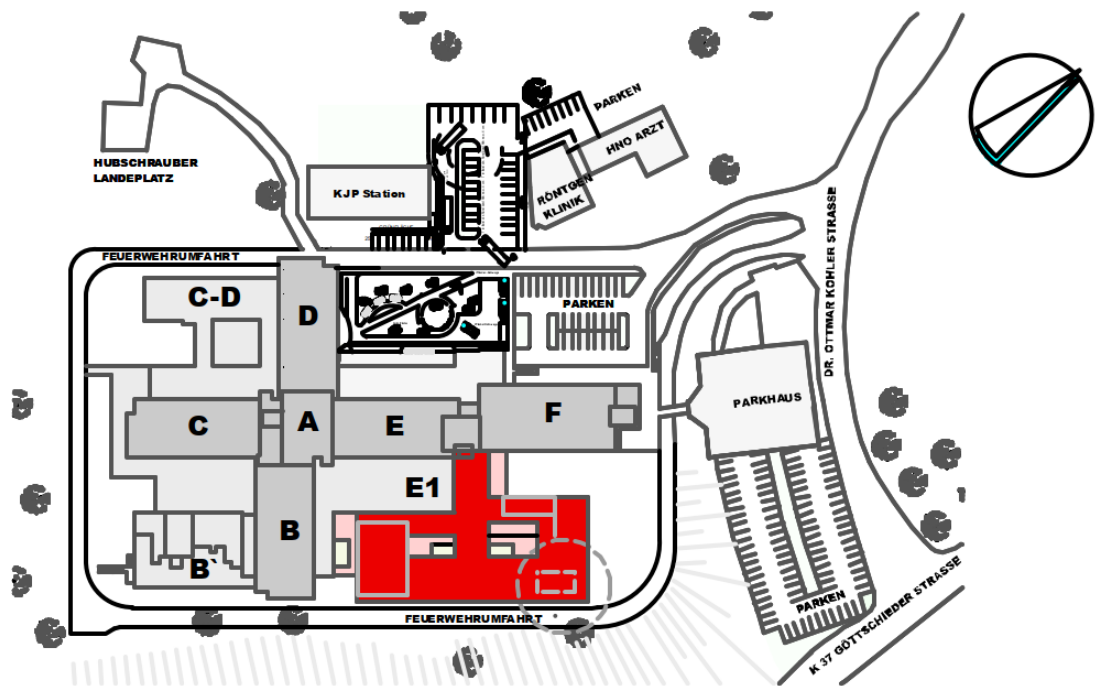 PARKEN
HNO ARZT
HUBSCHRAUBER
LANDEPLATZ
KJP Station
RÖNTGEN
KLINIK
FEUERWEHRUMFAHRT
C-D
D
PARKEN
DR. OTTMAR KOHLER STRASSE
PARKHAUS
C
A
E
F
E1
B
B`
FEUERWEHRUMFAHRT
PARKEN
K 37 GÖTTSCHIEDER STRASSE